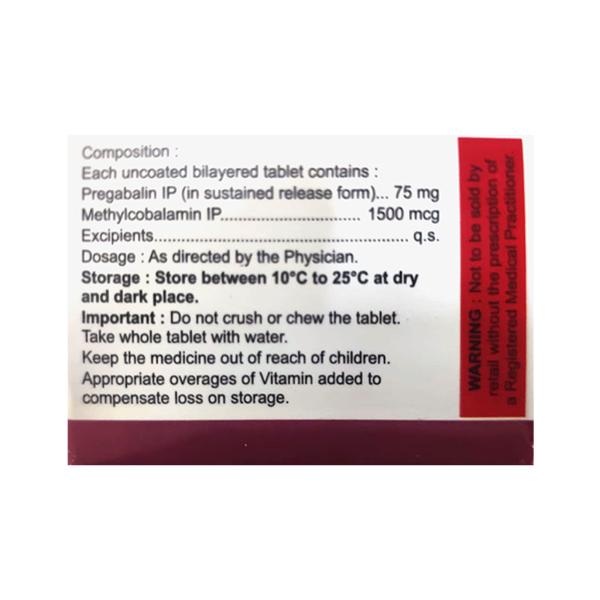 Composition :
Each uncoated bilayered tablet contains :
Pregabalin IP (in sustained release form)... 75 mg
Methylcobalamin IP.............................. 1500 mcg
Excipients...................................................... q.s.
Dosage : As directed by the Physician.
Storage : Store between 10°C to 25°C at dry
and dark place.
Important : Do not crush or chew the tablet.
Take whole tablet with water.
Keep the medicine out of reach of children.
Appropriate overages of Vitamin added to
compensate loss on storage.
WARNING : Not to be sold by
retail without the prescription of
a Registered Medical Practitioner.